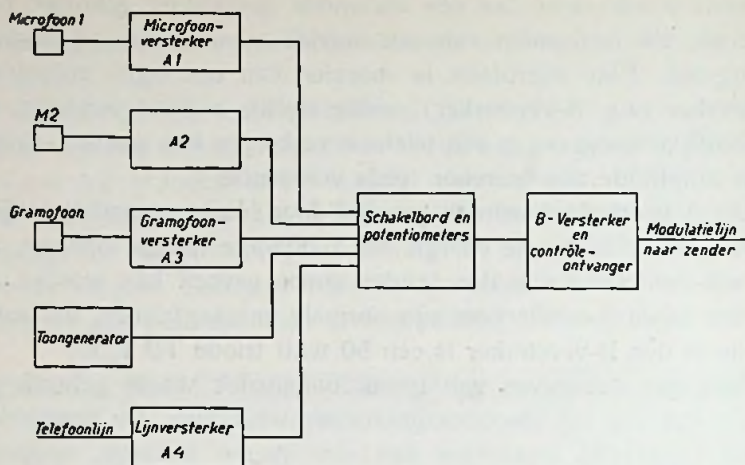 Microfoon 1
Microfoon-
versterker
A1
M2
A2
Gramofoon
Gramofoon-
versterker
A3
Toongenerator
Telefoonlijn
Lijnversterker
A4
Schakelbord en
potentiometers
B-Versterker
en
contrôle-
ontvanger
Modulatielijn
naar zender